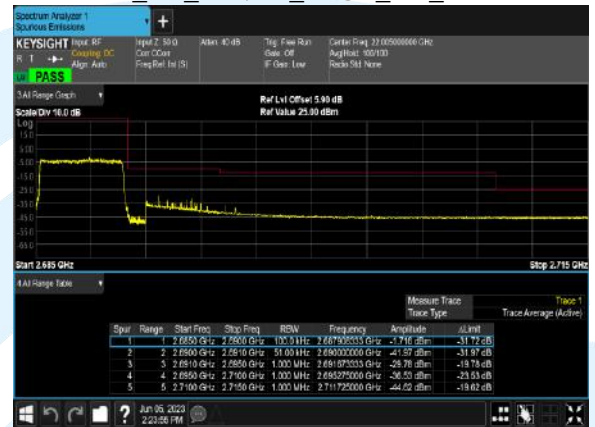 Spectrum Analyzer 1
Spurious Emissions
KEYSIGHT
Input: RF
Coupling: DC
Align: Auto
R T
LXI
PASS
Input Z: 50 Ω
Corr CCorr
Freq Ref: Int (S)
Atten: 40 dB
Trig: Free Run
Gate: Off
IF Gain: Low
Center Freq: 22.005000000 GHz
Avg|Hold: 100/100
Radio Std: None
3 All Range Graph
Scale/Div 10.0 dB
Ref Lvl Offset 5.90 dB
Ref Value 25.00 dBm
Log
15.0
5.00
-5.00
-15.0
-25.0
-35.0
-45.0
-55.0
-65.0
Start 2.685 GHz
Stop 2.715 GHz
4 All Range Table
Measure Trace Trace 1
Trace Type Trace Average (Active)
Spur Range Start Freq Stop Freq RBW Frequency Amplitude ΔLimit
1 1 2.6850 GHz 2.6900 GHz 100.0 kHz 2.687908333 GHz -1.716 dBm -31.72 dB
2 2 2.6900 GHz 2.6910 GHz 51.00 kHz 2.690000000 GHz -41.97 dBm -31.97 dB
3 3 2.6910 GHz 2.6950 GHz 1.000 MHz 2.691673333 GHz -29.78 dBm -19.78 dB
4 4 2.6950 GHz 2.7100 GHz 1.000 MHz 2.695275000 GHz -36.53 dBm -23.53 dB
5 5 2.7100 GHz 2.7150 GHz 1.000 MHz 2.711725000 GHz -44.62 dBm -19.62 dB
Jun 05, 2023
2:23:56 PM